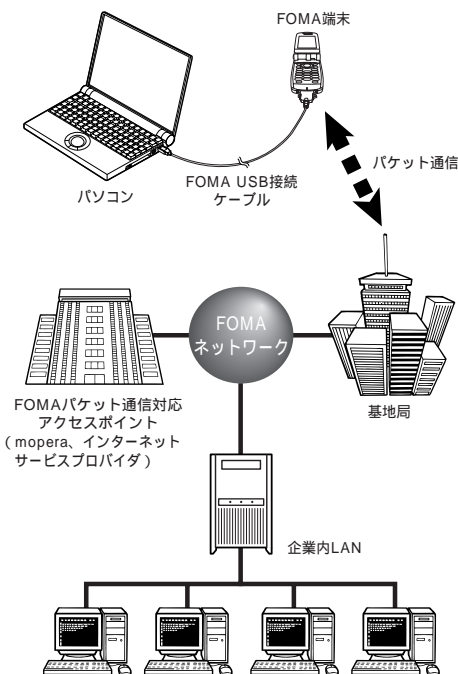 FOMA端末
パケット通信
FOMA USB接続
ケーブル
パソコン
FOMA
ネットワーク
FOMAパケット通信対応
アクセスポイント
(mopera、インターネット
サービスプロバイダ)
基地局
企業内LAN